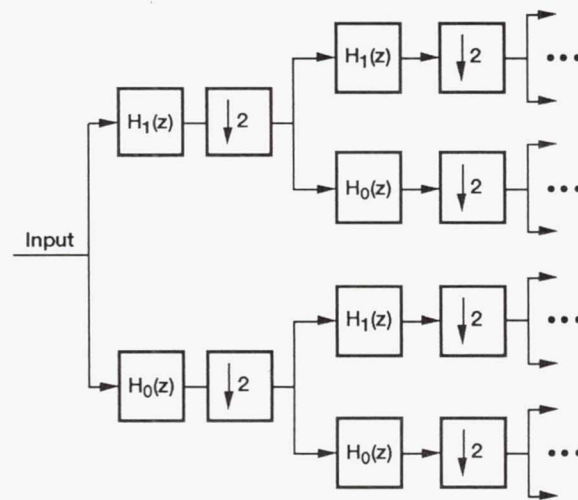 H₁(z) ↓2 ...
H₁(z) ↓2
H₀(z) ↓2 ...
Input
H₁(z) ↓2 ...
H₀(z) ↓2
H₀(z) ↓2 ...